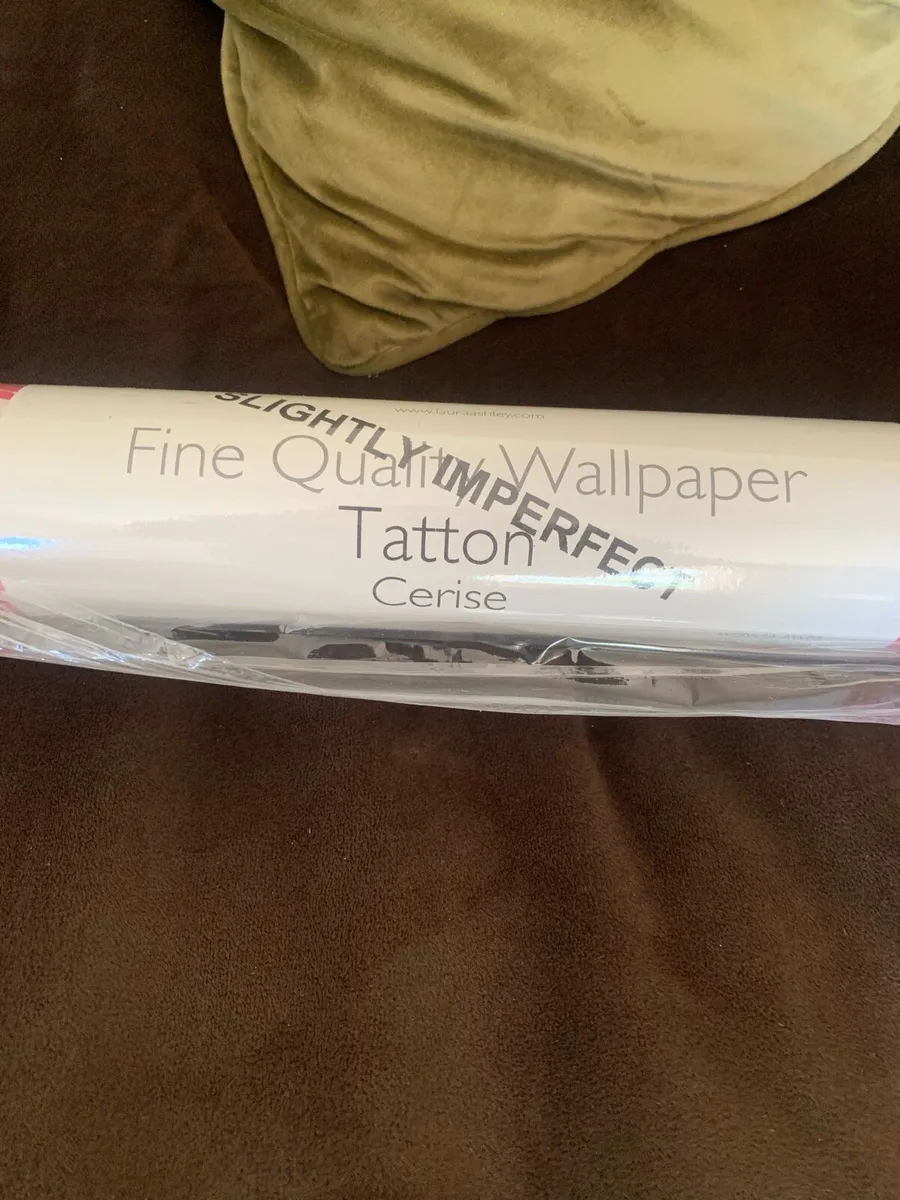 www.lauraashley.com
SLIGHTLY IMPERFECT
Fine Quality Wallpaper
Tatton
Cerise